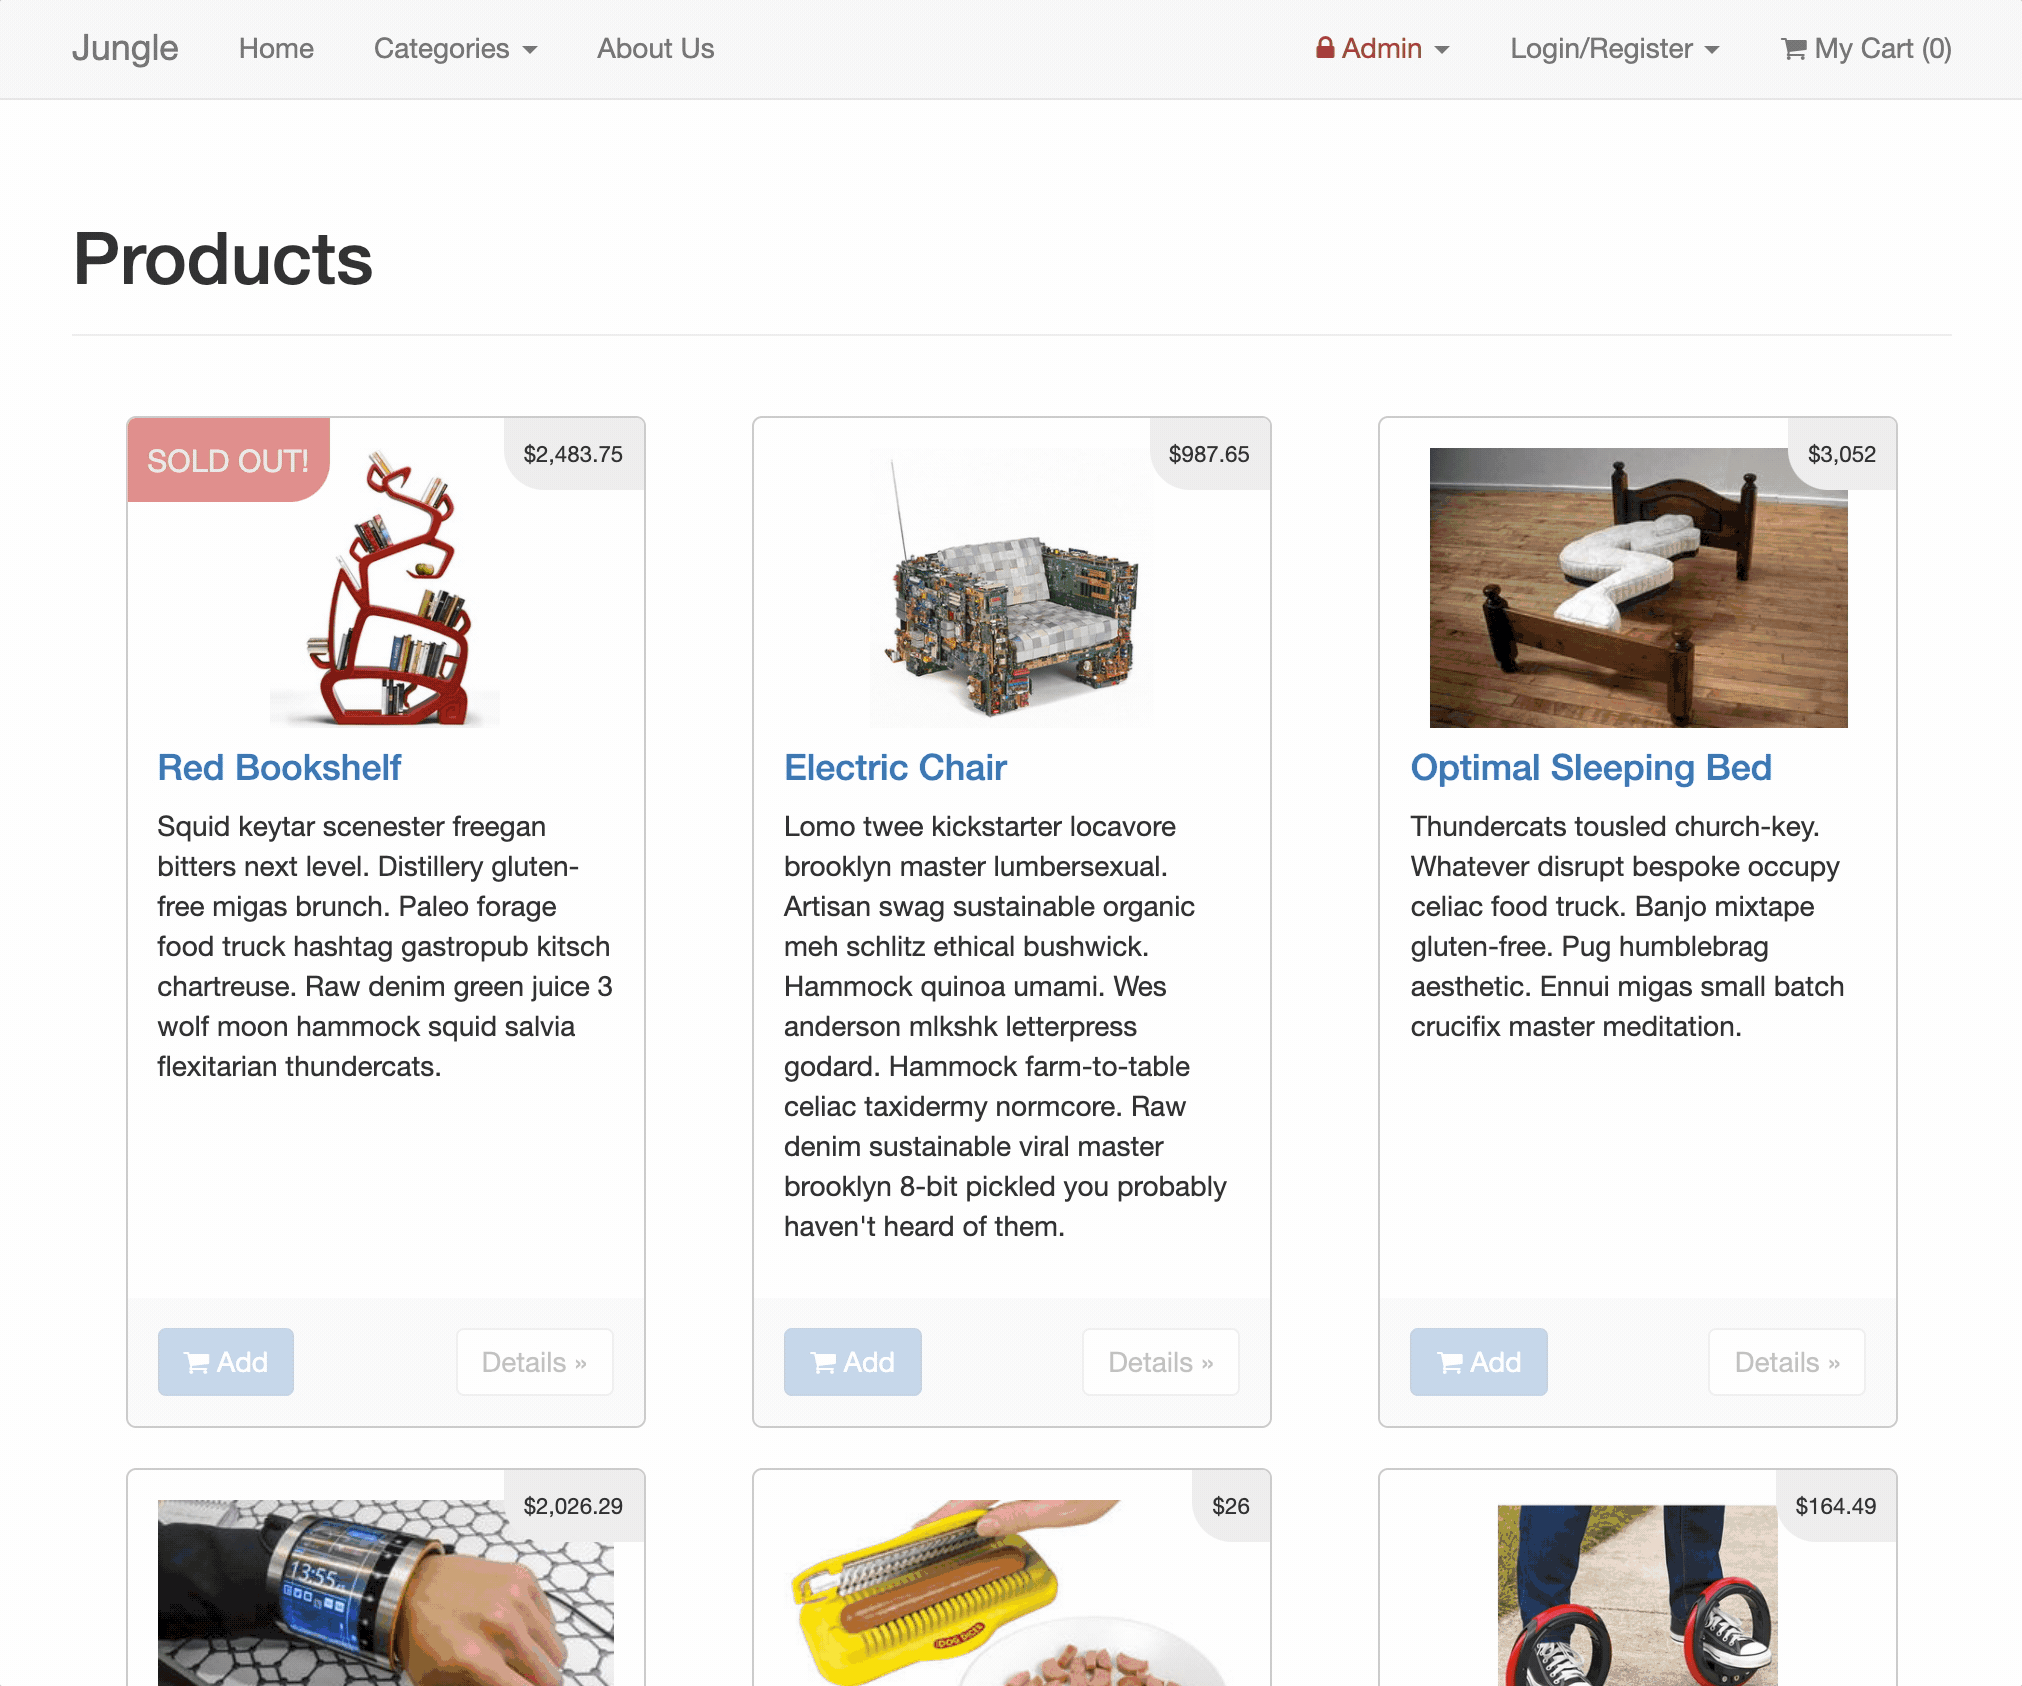 Jungle Home Categories About Us Admin Login/Register My Cart (0)
Products
SOLD OUT!
$2,483.75
Red Bookshelf
Squid keytar scenester freegan
bitters next level. Distillery gluten-
free migas brunch. Paleo forage
food truck hashtag gastropub kitsch
chartreuse. Raw denim green juice 3
wolf moon hammock squid salvia
flexitarian thundercats.
Add Details »
$987.65
Electric Chair
Lomo twee kickstarter locavore
brooklyn master lumbersexual.
Artisan swag sustainable organic
meh schlitz ethical bushwick.
Hammock quinoa umami. Wes
anderson mlkshk letterpress
godard. Hammock farm-to-table
celiac taxidermy normcore. Raw
denim sustainable viral master
brooklyn 8-bit pickled you probably
haven't heard of them.
Add Details »
$3,052
Optimal Sleeping Bed
Thundercats tousled church-key.
Whatever disrupt bespoke occupy
celiac food truck. Banjo mixtape
gluten-free. Pug humblebrag
aesthetic. Ennui migas small batch
crucifix master meditation.
Add Details »
$2,026.29
13:55
$26
$164.49